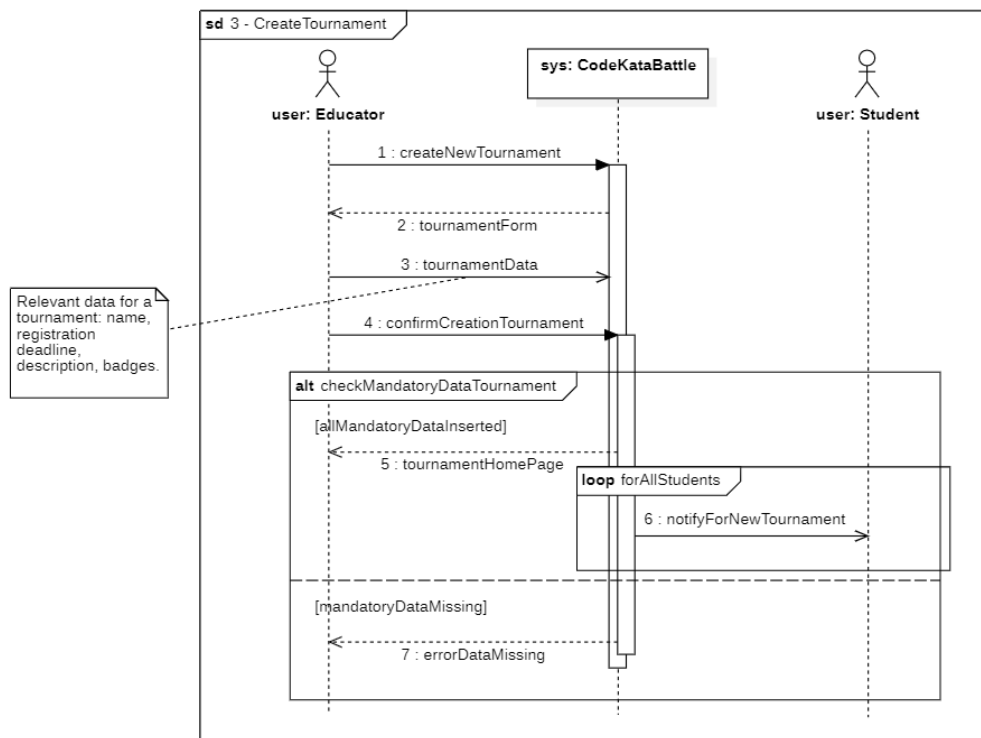 sd 3 - CreateTournament
sys: CodeKataBattle
user: Educator
user: Student
1 : createNewTournament
2 : tournamentForm
3 : tournamentData
Relevant data for a
tournament: name,
registration
deadline,
description, badges.
4 : confirmCreationTournament
alt checkMandatoryDataTournament
[allMandatoryDataInserted]
5 : tournamentHomePage
loop forAllStudents
6 : notifyForNewTournament
[mandatoryDataMissing]
7 : errorDataMissing